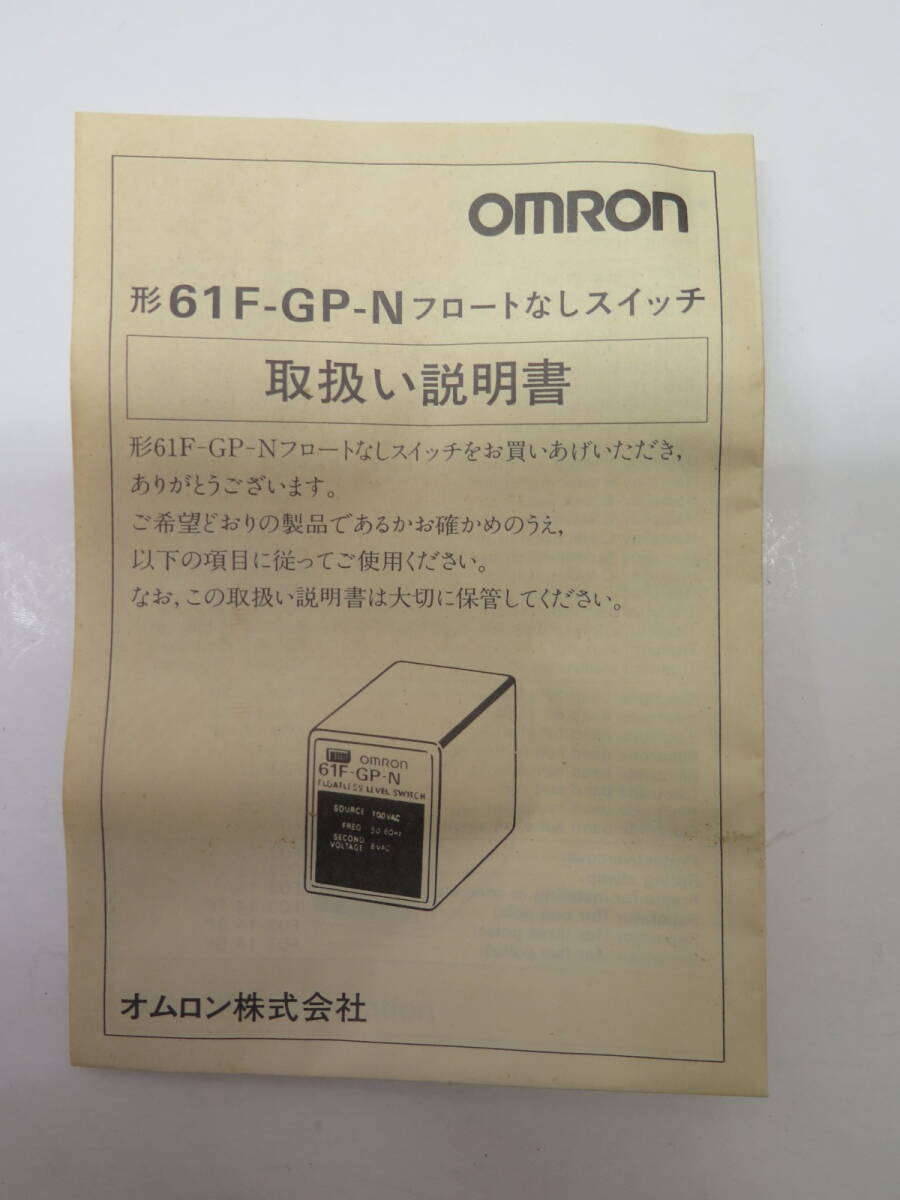 OMRON
形61F-GP-Nフロートなしスイッチ
取扱い説明書
形61F-GP-Nフロートなしスイッチをお買いあげいただき,
ありがとうございます。
ご希望どおりの製品であるかお確かめのうえ,
以下の項目に従ってご使用ください。
なお,この取扱い説明書は大切に保管してください。
OMRON
61F-GP-N
FLOATLESS LEVEL SWITCH
SOURCE 100VAC
FREQ 50 60Hz
SECOND
VOLTAGE 8VAC
オムロン株式会社